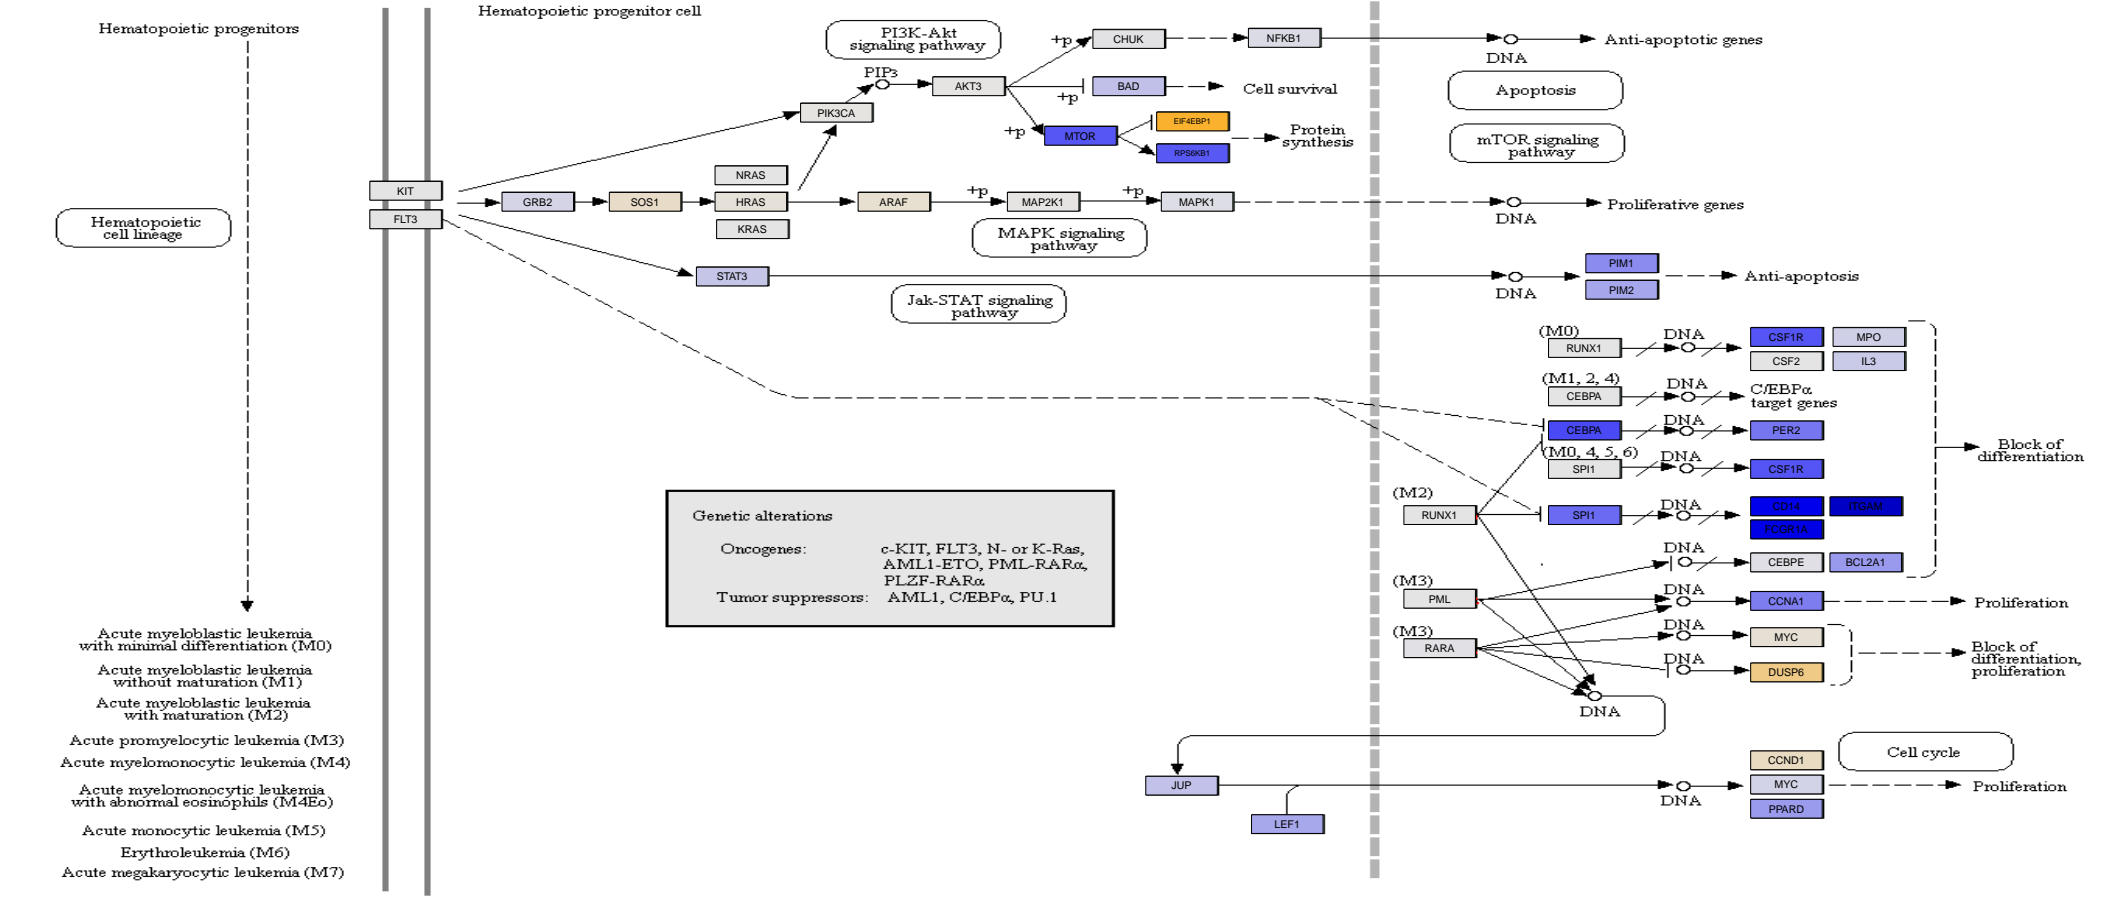 Hematopoietic progenitor cell
Hematopoietic progenitors
PI3K-Akt
signaling pathway
+p
CHUK
NFKB1
DNA
Anti-apoptotic genes
PIP3
AKT3
BAD
+p
Cell survival
Apoptosis
PIK3CA
+p
MTOR
EIF4EBP1
RPS6KB1
Protein
synthesis
mTOR signaling
pathway
KIT
FLT3
GRB2
SOS1
NRAS
HRAS
KRAS
ARAF
+p
MAP2K1
+p
MAPK1
DNA
Proliferative genes
MAPK signaling
pathway
Hematopoietic
cell lineage
STAT3
DNA
PIM1
PIM2
Anti-apoptosis
Jak-STAT signaling
pathway
(M0)
RUNX1
DNA
CSF1R
MPO
CSF2
IL3
(M1, 2, 4)
CEBPA
DNA
C/EBPα
target genes
CEBPA
DNA
PER2
(M0, 4, 5, 6)
SPI1
DNA
CSF1R
Block of
differentiation
(M2)
RUNX1
SPI1
DNA
CD14
ITGAM
FCGR1A
DNA
CEBPE
BCL2A1
(M3)
PML
DNA
CCNA1
Proliferation
(M3)
RARA
DNA
MYC
DNA
DUSP6
Block of
differentiation,
proliferation
DNA
Genetic alterations
Oncogenes: c-KIT, FLT3, N- or K-Ras,
AML1-ETO, PML-RARα,
PLZF-RARα
Tumor suppressors: AML1, C/EBPα, PU.1
Acute myeloblastic leukemia
with minimal differentiation (M0)
Acute myeloblastic leukemia
without maturation (M1)
Acute myeloblastic leukemia
with maturation (M2)
Acute promyelocytic leukemia (M3)
Acute myelomonocytic leukemia (M4)
Acute myelomonocytic leukemia
with abnormal eosinophils (M4Eo)
Acute monocytic leukemia (M5)
Erythroleukemia (M6)
Acute megakaryocytic leukemia (M7)
JUP
LEF1
DNA
CCND1
MYC
PPARD
Cell cycle
Proliferation